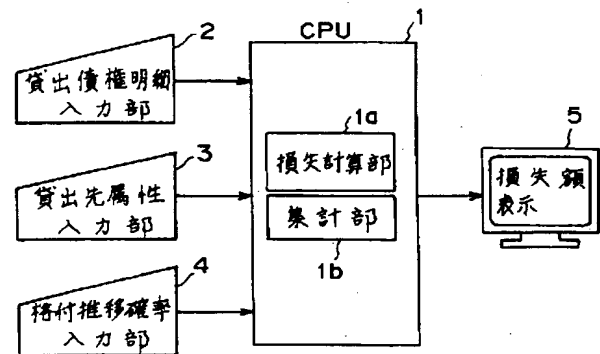 CPU
1
2
貸出債権明細
入力部
3
貸出先属性
入力部
4
格付推移確率
入力部
1a
損失計算部
集計部
1b
5
損失額
表示